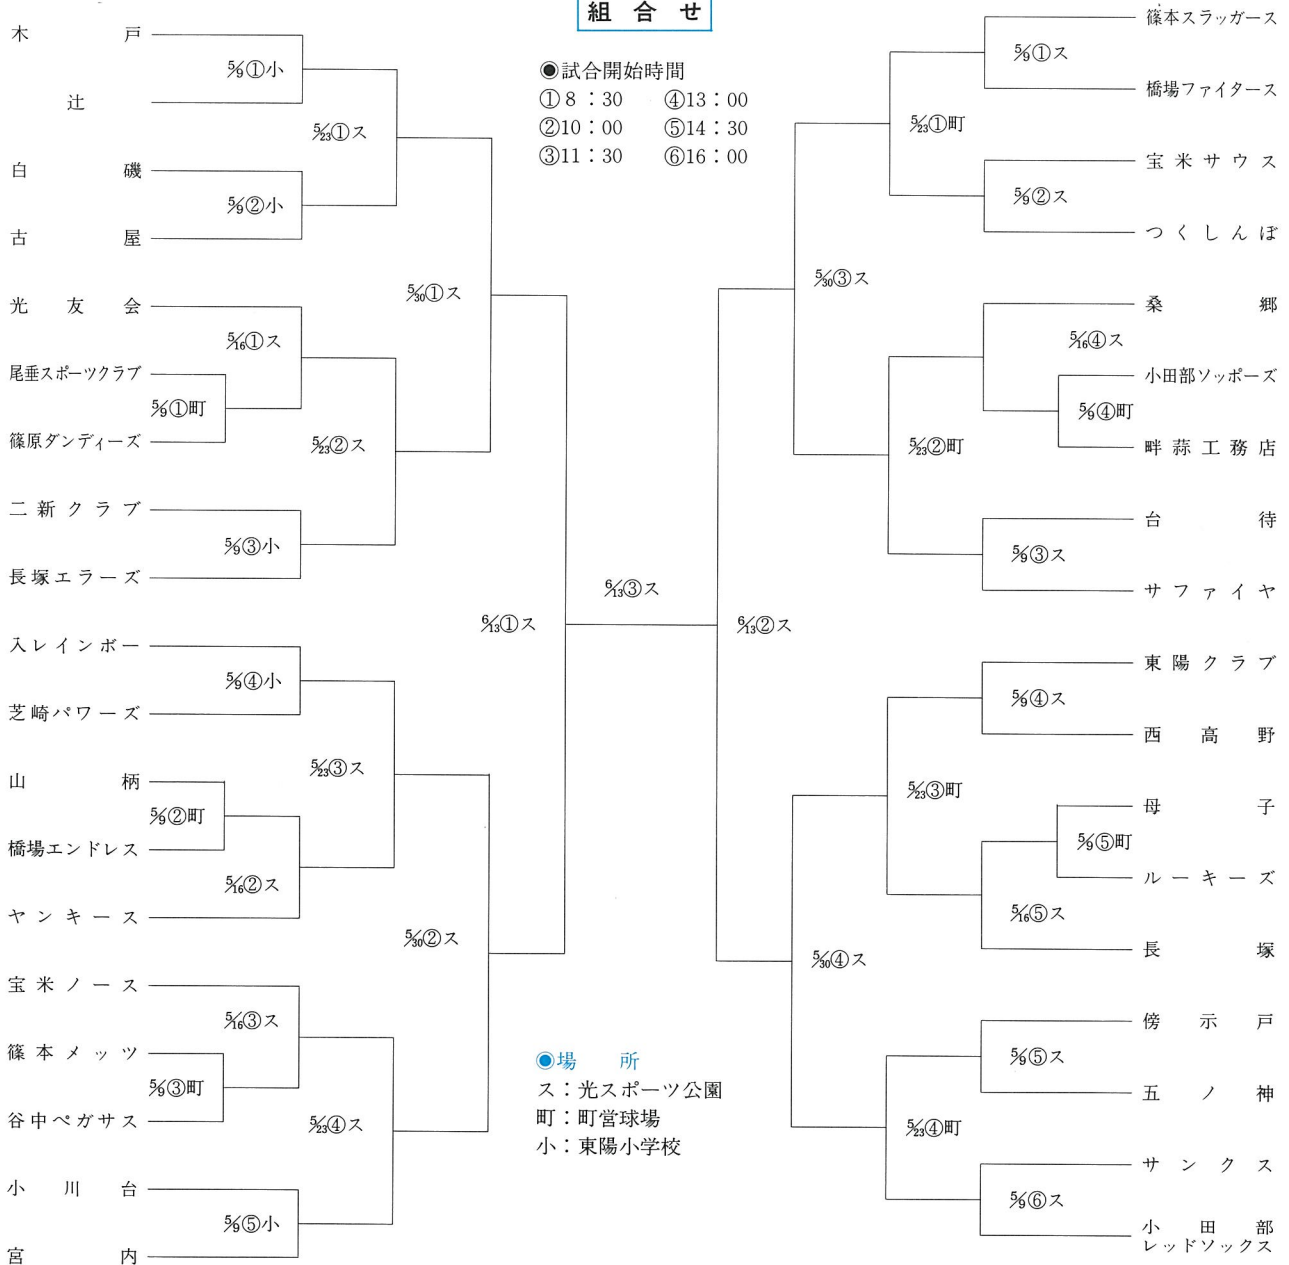 組合せ
●試合開始時間
①8：30 ④13：00
②10：00 ⑤14：30
③11：30 ⑥16：00
木戸
5/9①小
辻
5/23①ス
白磯
5/9②小
古屋
5/30①ス
光友会
5/16①ス
尾垂スポーツクラブ
5/9①町
篠原ダンディーズ
5/23②ス
二新クラブ
5/9③小
長塚エラーズ
6/13①ス
入レインボー
5/9④小
芝崎パワーズ
5/23③ス
山柄
5/9②町
橋場エンドレス
5/16②ス
ヤンキース
5/30②ス
宝米ノース
5/16③ス
篠本メッツ
5/9③町
谷中ペガサス
5/23④ス
小川台
5/9⑤小
宮内
6/13③ス
篠本スラッガース
5/9①ス
橋場ファイタース
5/23①町
宝米サウス
5/9②ス
つくしんぼ
5/30③ス
桑郷
5/16④ス
小田部ソッポーズ
5/9④町
畔蒜工務店
5/23②町
台待
5/9③ス
サファイヤ
6/13②ス
東陽クラブ
5/9④ス
西高野
5/23③町
母子
5/9⑤町
ルーキーズ
5/16⑤ス
長塚
5/30④ス
傍示戸
5/9⑤ス
五ノ神
5/23④町
サンクス
5/9⑥ス
小田部
レッドソックス
●場所
ス：光スポーツ公園
町：町営球場
小：東陽小学校